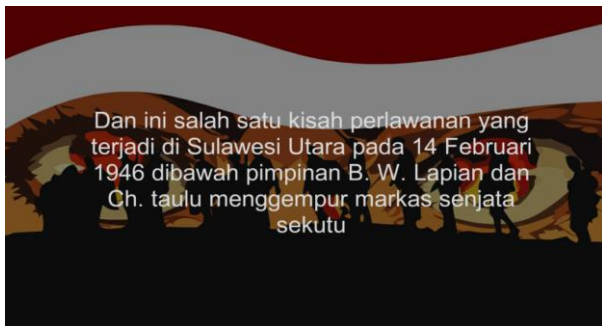 Dan ini salah satu kisah perlawanan yang
terjadi di Sulawesi Utara pada 14 Februari
1946 dibawah pimpinan B. W. Lapian dan
Ch. taulu menggempur markas senjata
sekutu